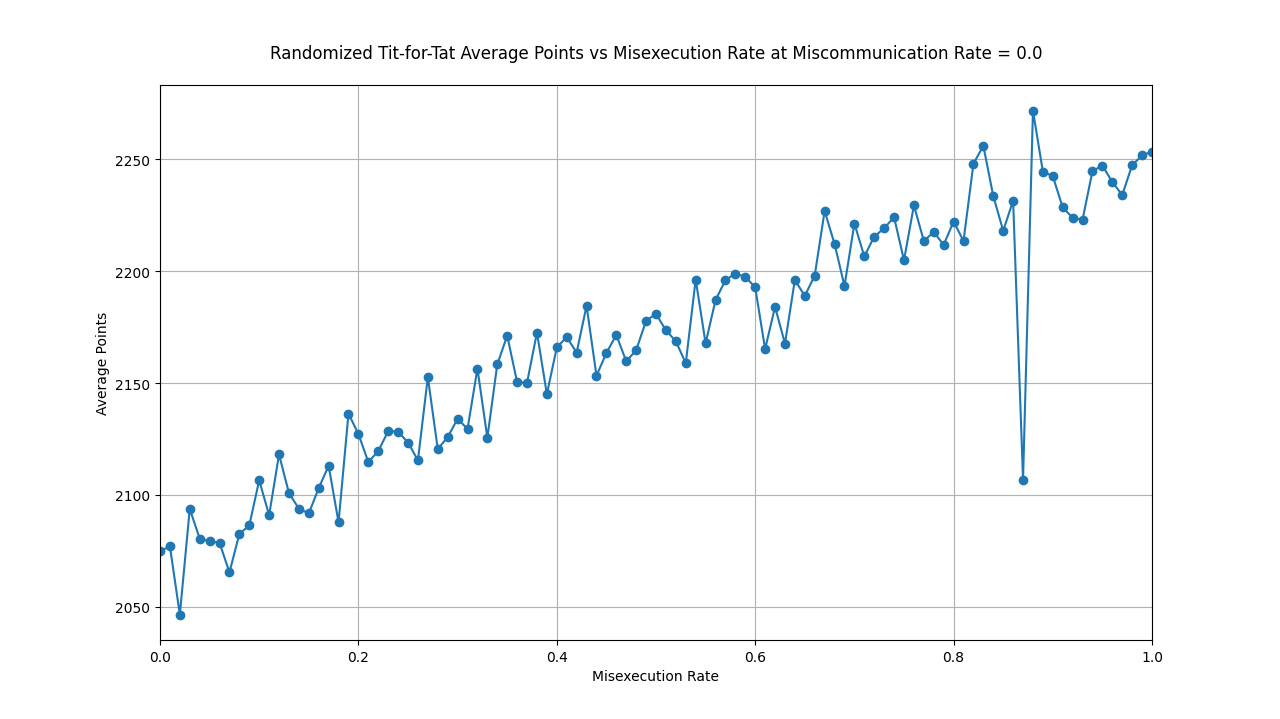 Randomized Tit-for-Tat Average Points vs Misexecution Rate at Miscommunication Rate = 0.0
2250
2200
2150
2100
2050
Average Points
0.0 0.2 0.4 0.6 0.8 1.0
Misexecution Rate